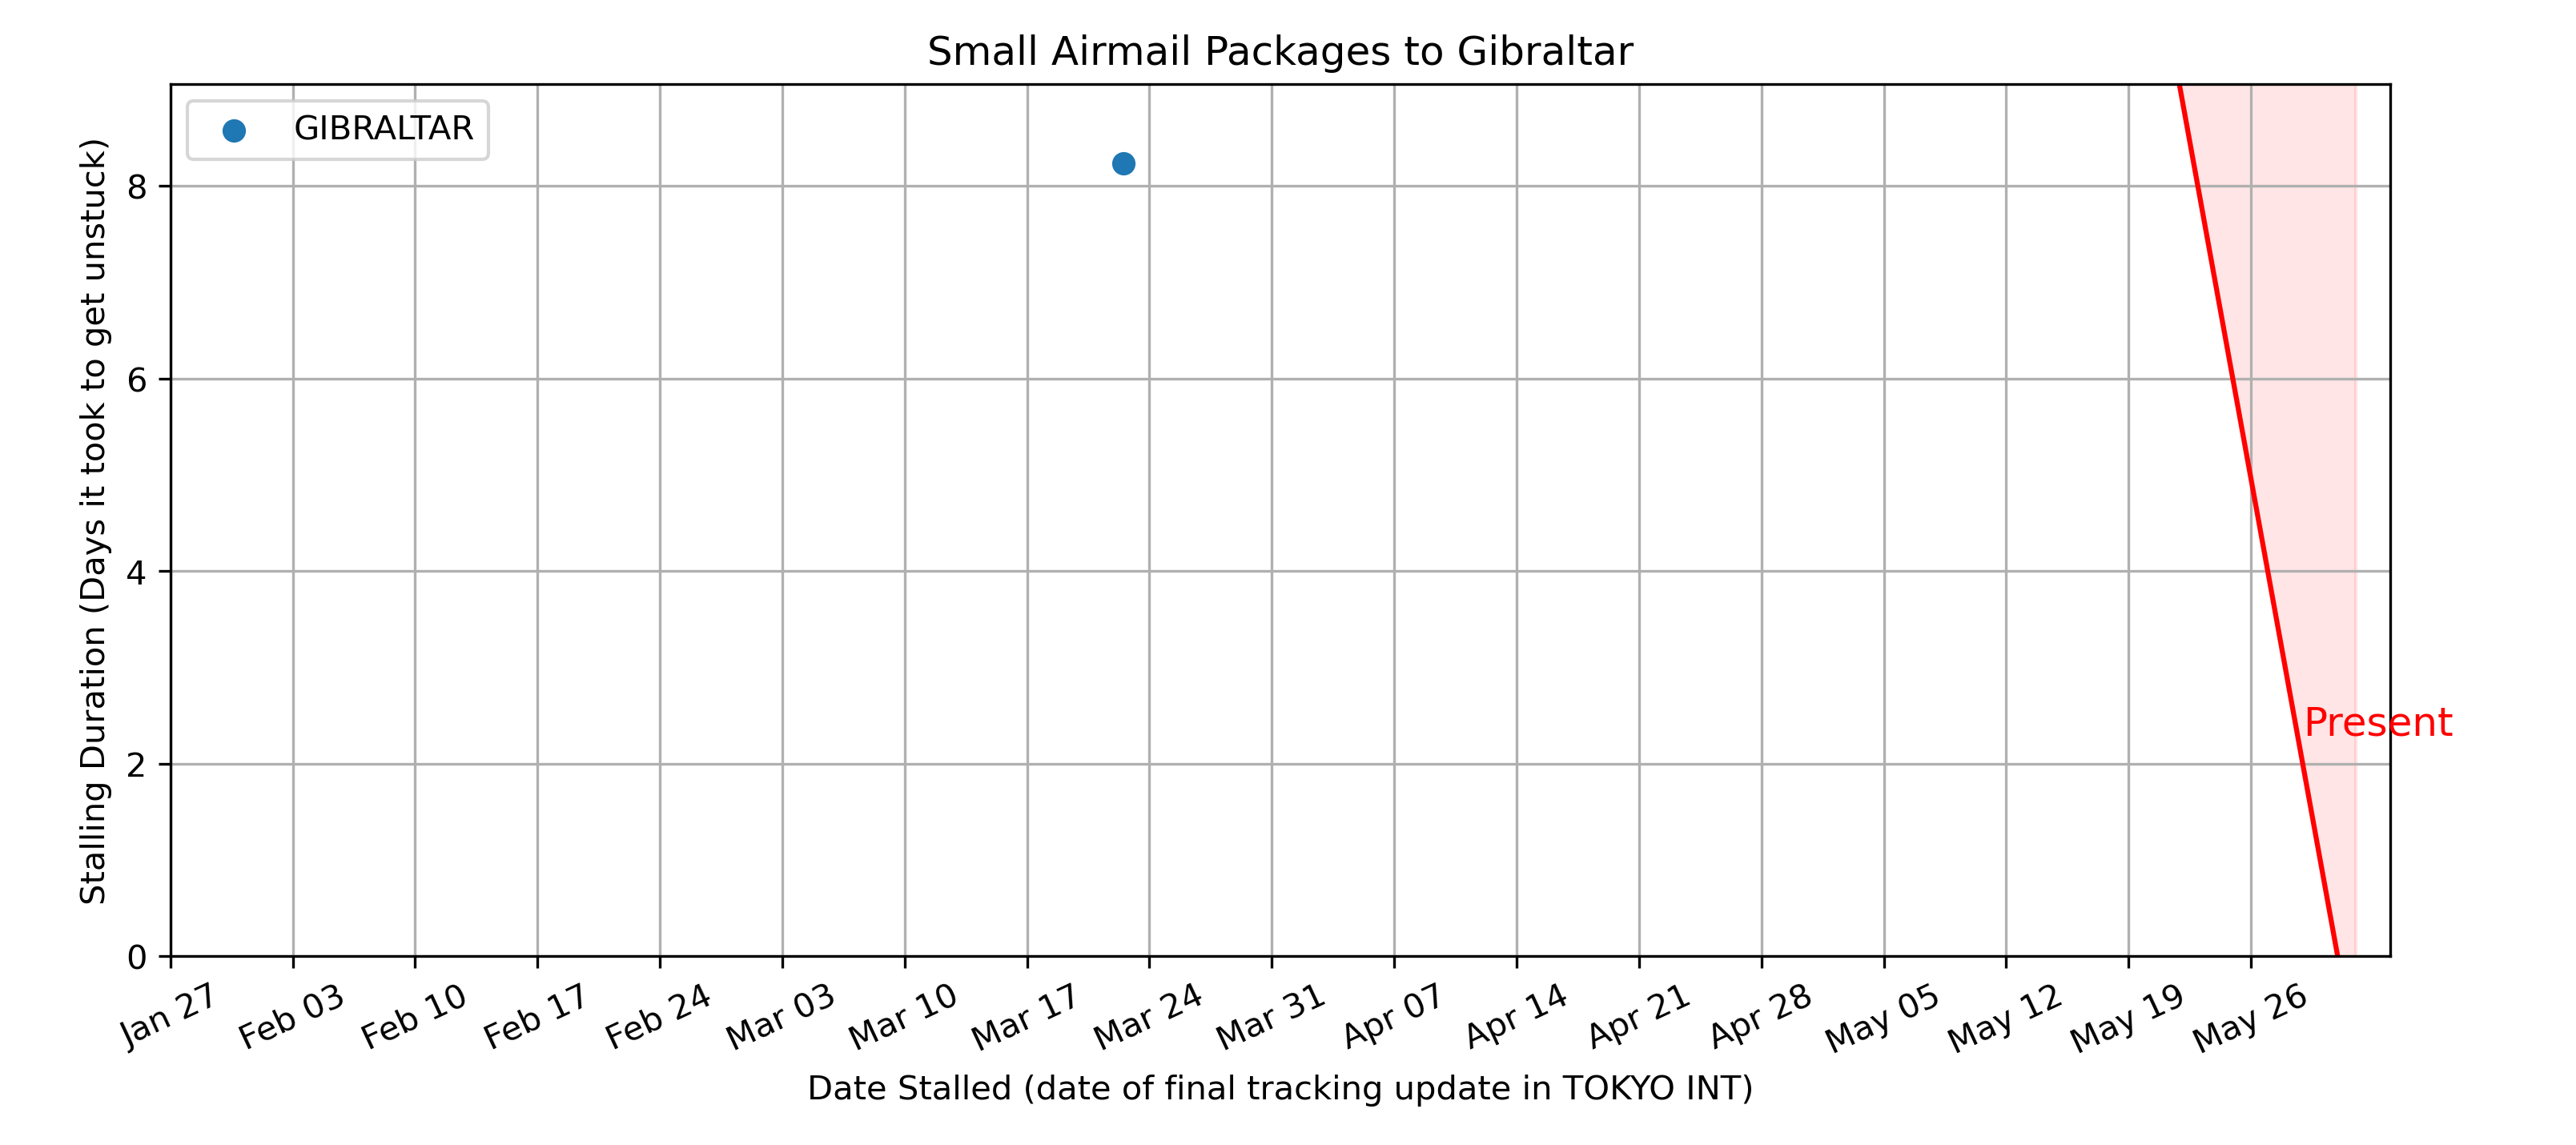 Small Airmail Packages to Gibraltar
GIBRALTAR
Stalling Duration (Days it took to get unstuck)
8
6
4
2
0
Present
Jan 27
Feb 03
Feb 10
Feb 17
Feb 24
Mar 03
Mar 10
Mar 17
Mar 24
Mar 31
Apr 07
Apr 14
Apr 21
Apr 28
May 05
May 12
May 19
May 26
Date Stalled (date of final tracking update in TOKYO INT)